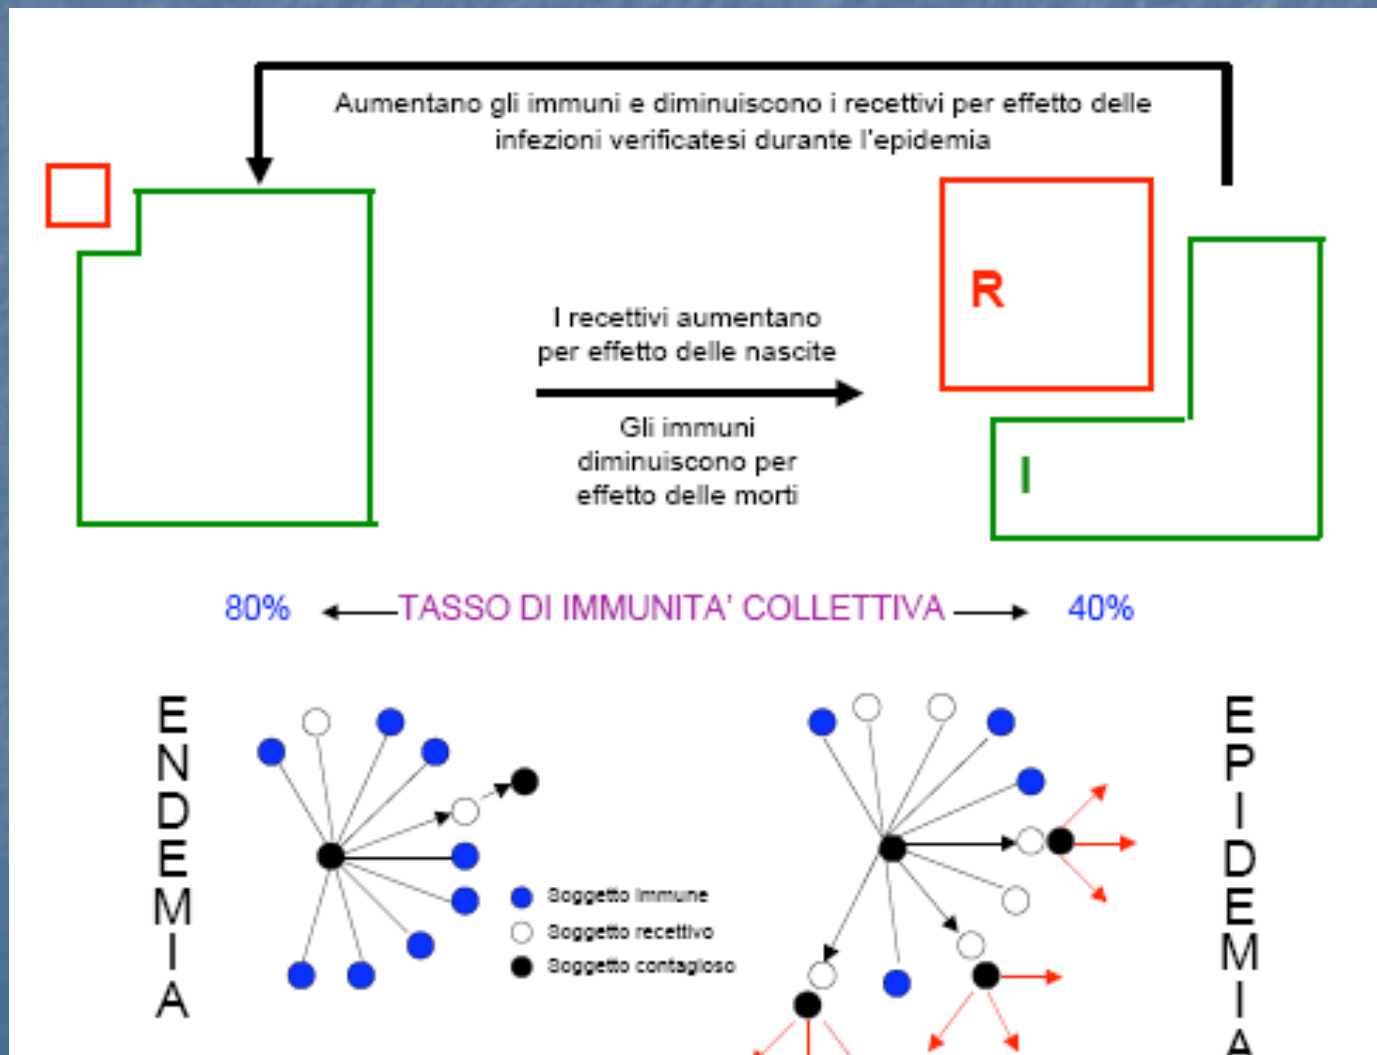 Aumentano gli immuni e diminuiscono i recettivi per effetto delle
infezioni verificatesi durante l'epidemia
R
I recettivi aumentano
per effetto delle nascite
Gli immuni
diminuiscono per
effetto delle morti
I
80%
TASSO DI IMMUNITA' COLLETTIVA
40%
ENDEMIA
Soggetto Immune
Soggetto recettivo
Soggetto contagioso
EPIDEMIA